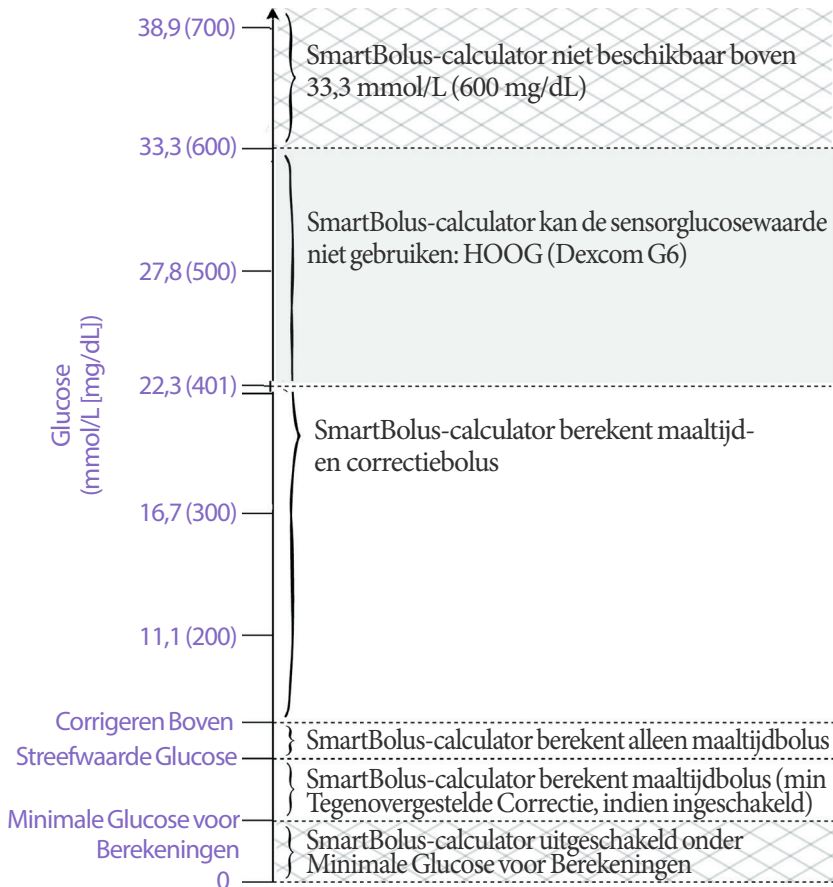 38,9 (700)
SmartBolus-calculator niet beschikbaar boven
33,3 mmol/L (600 mg/dL)
33,3 (600)
SmartBolus-calculator kan de sensorglucosewaarde
niet gebruiken: HOOG (Dexcom G6)
27,8 (500)
Glucose
(mmol/L [mg/dL])
22,3 (401)
SmartBolus-calculator berekent maaltijd-
en correctiebolus
16,7 (300)
11,1 (200)
Corrigeren Boven
SmartBolus-calculator berekent alleen maaltijdbolus
Streefwaarde Glucose
SmartBolus-calculator berekent maaltijdbolus (min
Tegenovergestelde Correctie, indien ingeschakeld)
Minimale Glucose voor
Berekeningen
SmartBolus-calculator uitgeschakeld onder
Minimale Glucose voor Berekeningen
0